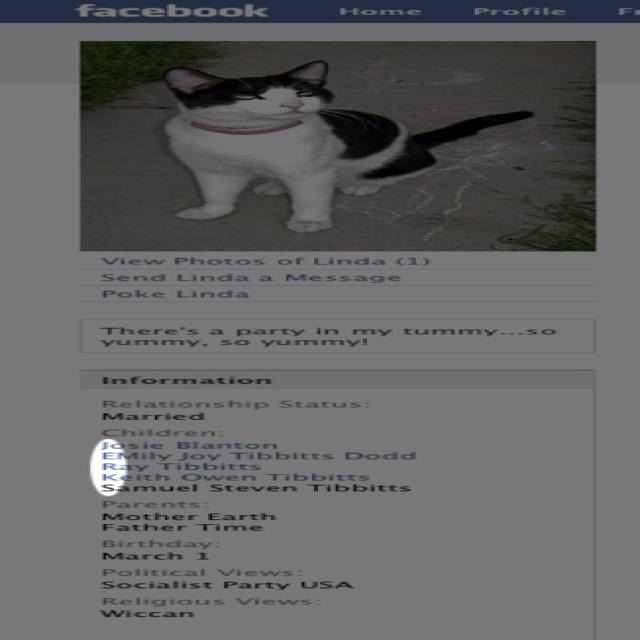 facebook Home Profile
View Photos of Linda (1)
Send Linda a Message
Poke Linda
There's a party in my tummy...so
yummy, so yummy!
Information
Relationship Status:
Married
Children:
Josie Blanton
EMily Joy Tibbitts Dodd
Ray Tibbitts
Keith Owen Tibbitts
Samuel Steven Tibbitts
Parents:
Mother Earth
Father Time
Birthday:
March 1
Political Views:
Socialist Party USA
Religious Views:
Wiccan